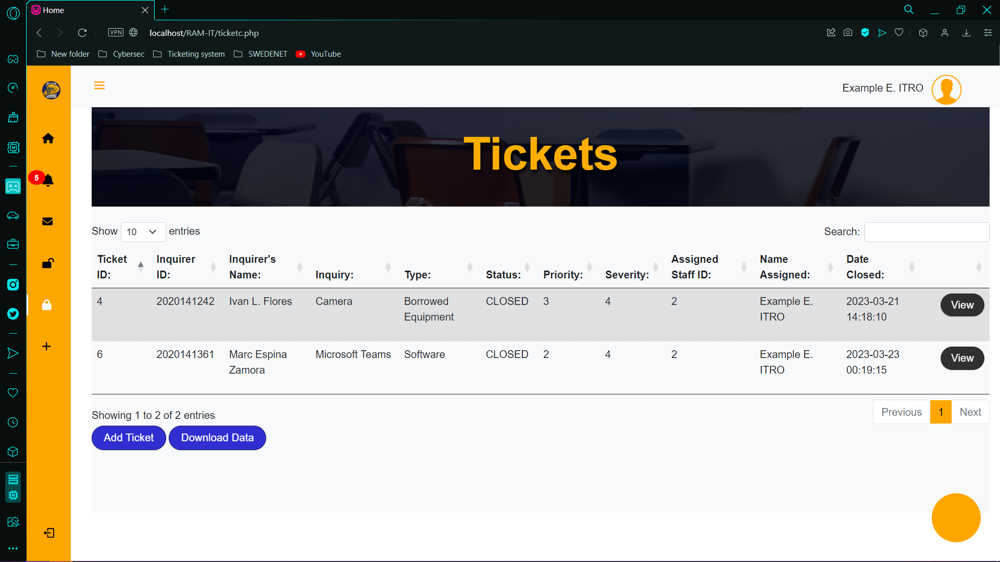 Home
VPN
localhost/RAM-IT/ticketc.php
New folder Cybersec Ticketing system SWEDENET YouTube
Example E. ITRO
Tickets
5
Show 10 entries
Search:
Ticket ID: Inquirer ID: Inquirer's Name: Inquiry: Type: Status: Priority: Severity: Assigned Staff ID: Name Assigned: Date Closed:
4 2020141242 Ivan L. Flores Camera Borrowed Equipment CLOSED 3 4 2 Example E. ITRO 2023-03-21 14:18:10 View
6 2020141361 Marc Espina Zamora Microsoft Teams Software CLOSED 2 4 2 Example E. ITRO 2023-03-23 00:19:15 View
Showing 1 to 2 of 2 entries
Previous 1 Next
Add Ticket Download Data